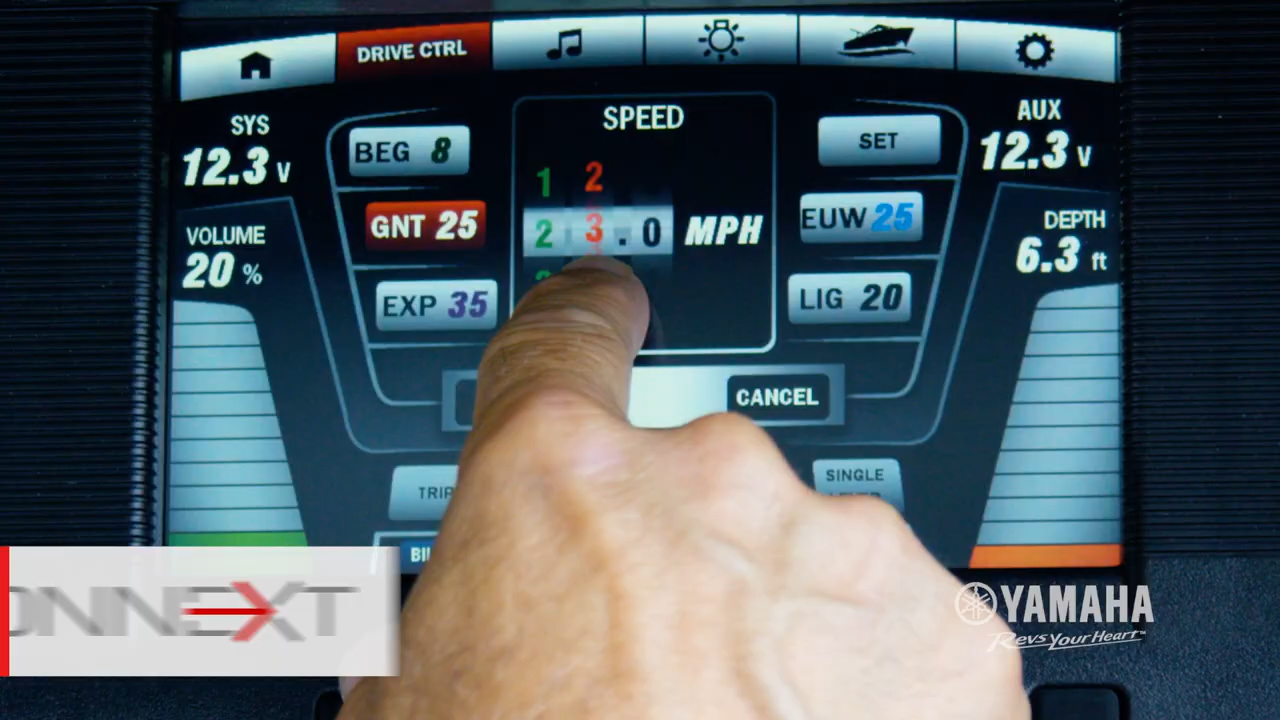 DRIVE CTRL
SYS
12.3 V
VOLUME
20 %
BEG 8
GNT 25
EXP 35
SPEED
1 2
2 3 . 0 MPH
SET
EUW 25
LIG 20
CANCEL
AUX
12.3 V
DEPTH
6.3 ft
TRIP
SINGLE
YAMAHA
Revs Your Heart